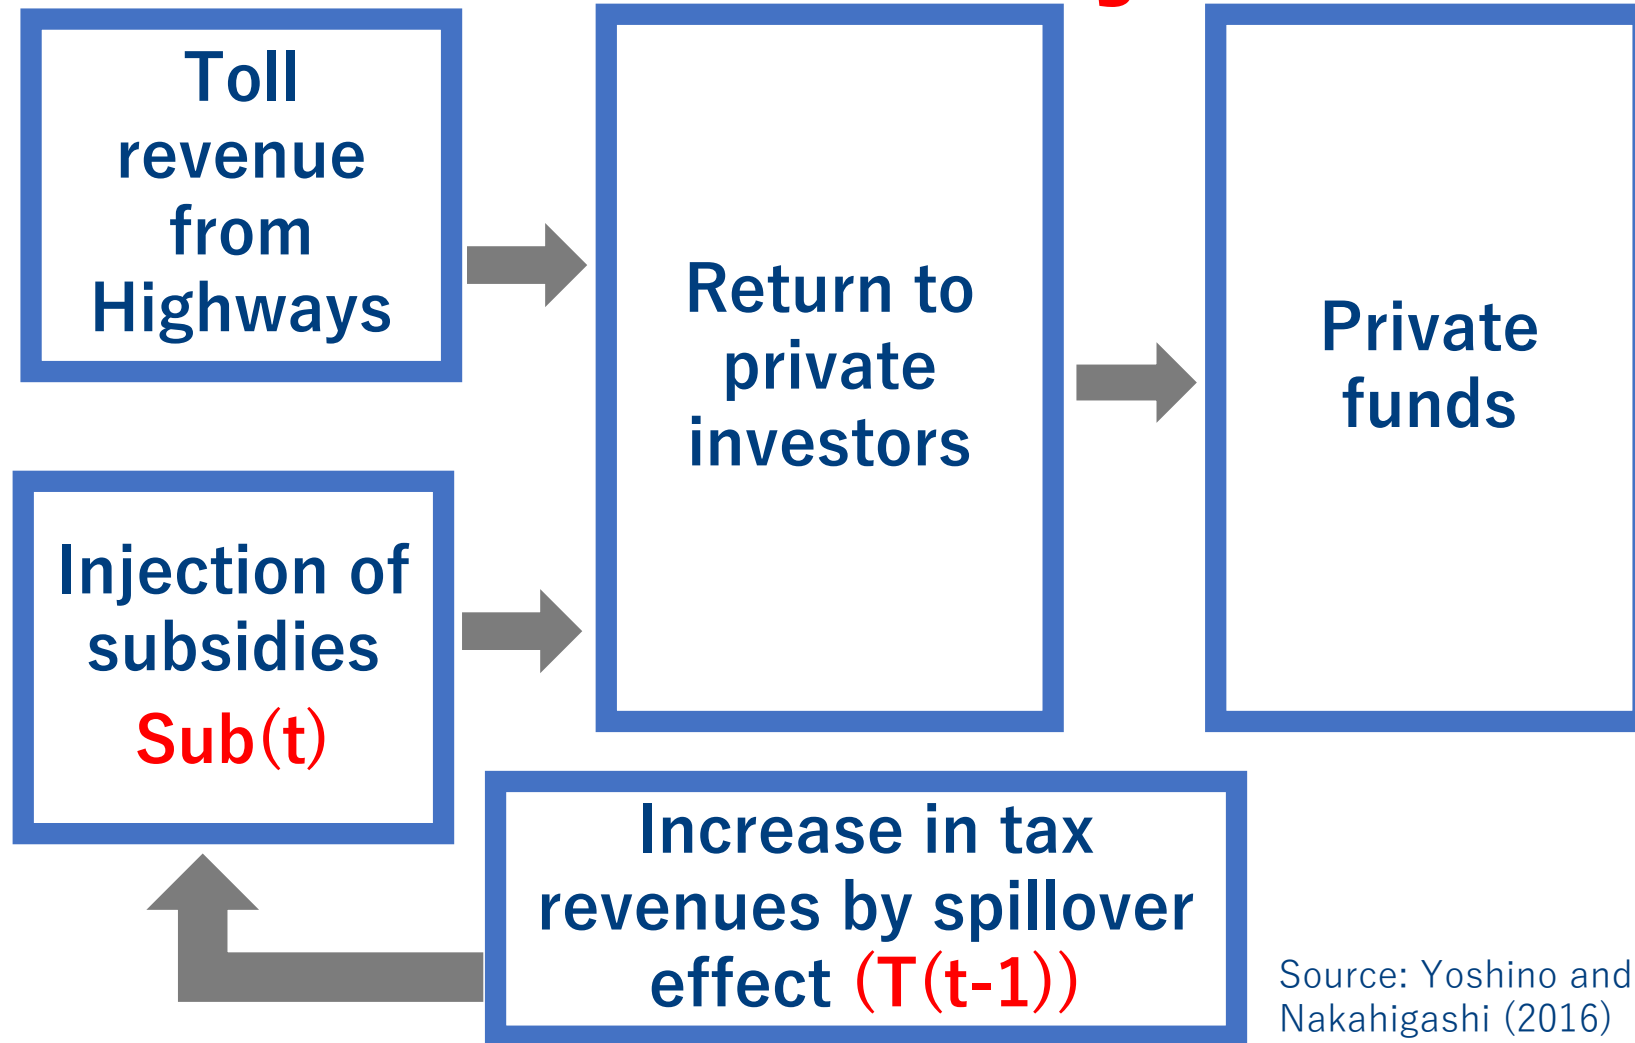 Toll
revenue
from
Highways
Return to
private
investors
Private
funds
Injection of
subsidies
Sub(t)
Increase in tax
revenues by spillover
effect (T(t-1))
Source: Yoshino and
Nakahigashi (2016)